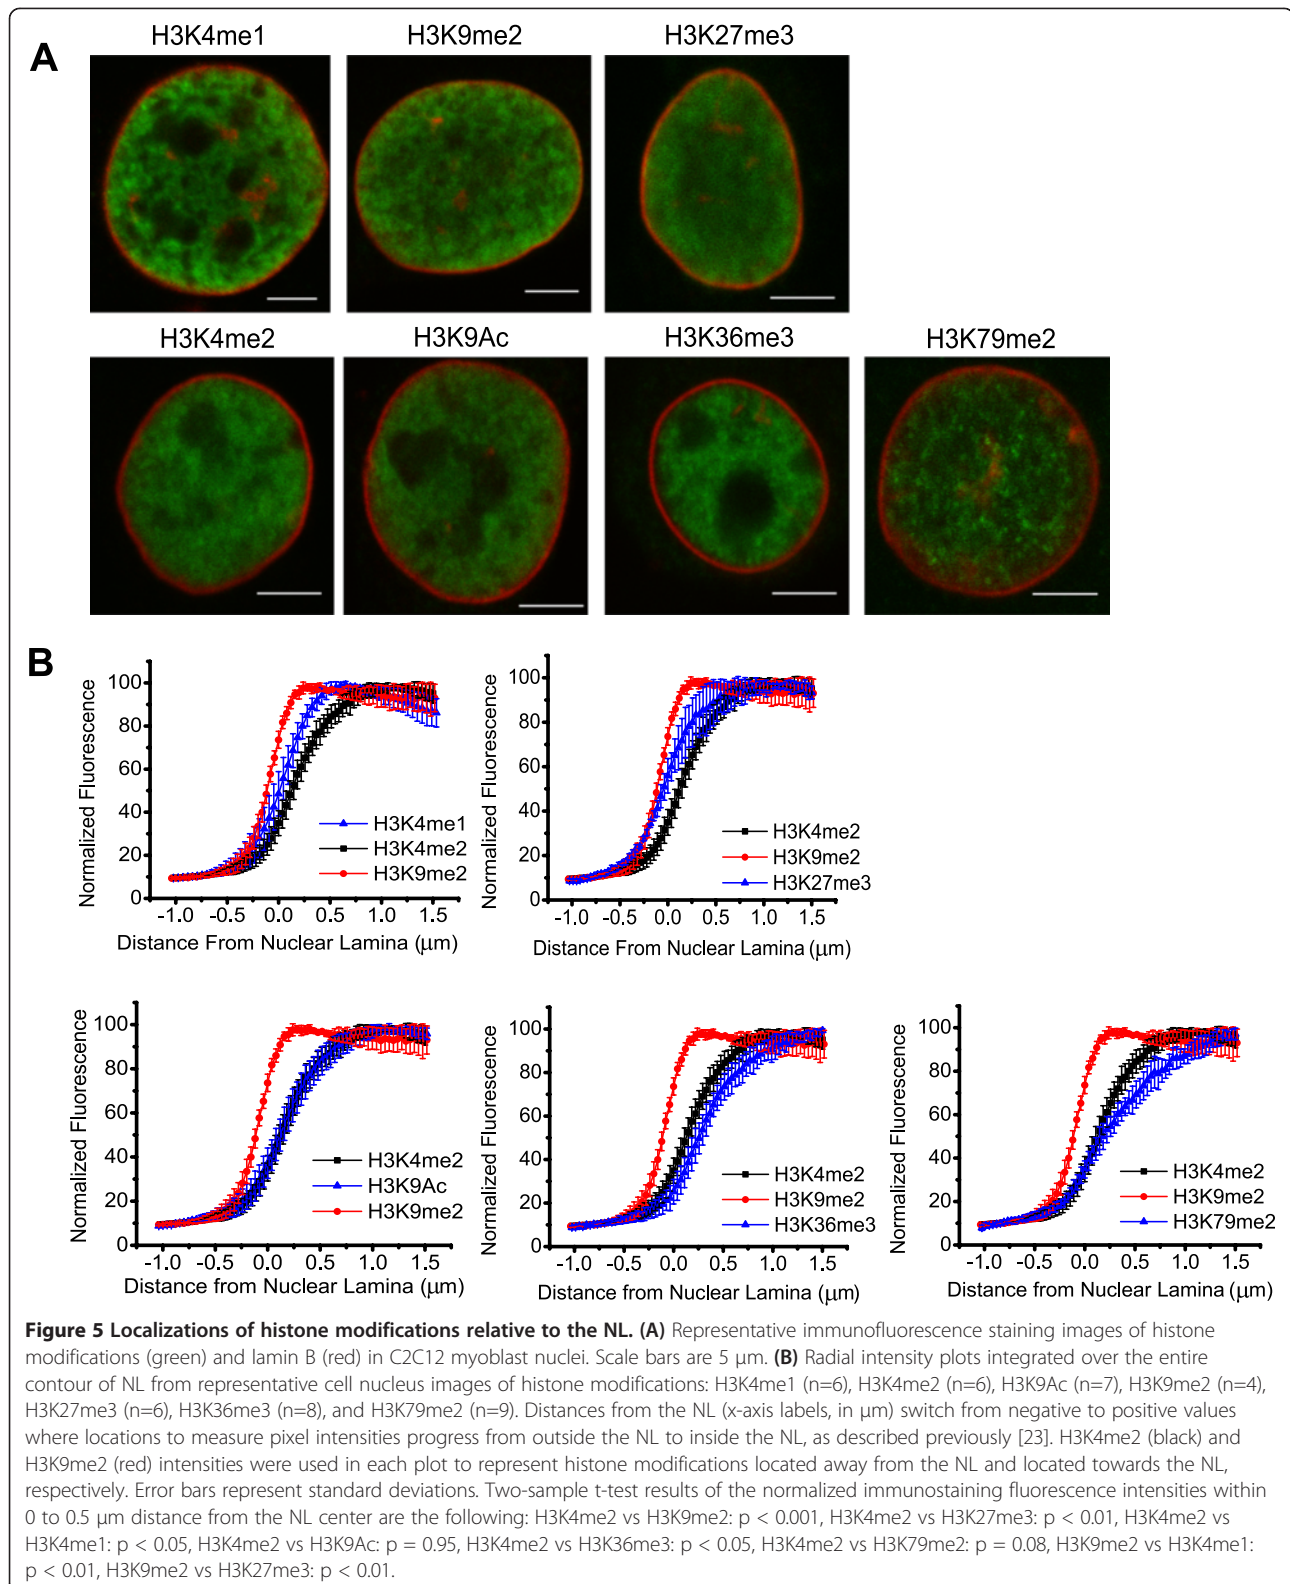 A
H3K4me1 H3K9me2 H3K27me3
H3K4me2 H3K9Ac H3K36me3 H3K79me2
B
Normalized Fluorescence
100
80
60
40
20
0
H3K4me1
H3K4me2
H3K9me2
-1.0 -0.5 0.0 0.5 1.0 1.5
Distance From Nuclear Lamina (μm)
Normalized Fluorescence
100
80
60
40
20
0
H3K4me2
H3K9me2
H3K27me3
-1.0 -0.5 0.0 0.5 1.0 1.5
Distance From Nuclear Lamina (μm)
Normalized Fluorescence
100
80
60
40
20
0
H3K4me2
H3K9Ac
H3K9me2
-1.0 -0.5 0.0 0.5 1.0 1.5
Distance from Nuclear Lamina (μm)
Normalized Fluorescence
100
80
60
40
20
0
H3K4me2
H3K9me2
H3K36me3
-1.0 -0.5 0.0 0.5 1.0 1.5
Distance from Nuclear Lamina (μm)
Normalized Fluorescence
100
80
60
40
20
0
H3K4me2
H3K9me2
H3K79me2
-1.0 -0.5 0.0 0.5 1.0 1.5
Distance from Nuclear Lamina (μm)
Figure 5 Localizations of histone modifications relative to the NL. (A) Representative immunofluorescence staining images of histone
modifications (green) and lamin B (red) in C2C12 myoblast nuclei. Scale bars are 5 μm. (B) Radial intensity plots integrated over the entire
contour of NL from representative cell nucleus images of histone modifications: H3K4me1 (n=6), H3K4me2 (n=6), H3K9Ac (n=7), H3K9me2 (n=4),
H3K27me3 (n=6), H3K36me3 (n=8), and H3K79me2 (n=9). Distances from the NL (x-axis labels, in μm) switch from negative to positive values
where locations to measure pixel intensities progress from outside the NL to inside the NL, as described previously [23]. H3K4me2 (black) and
H3K9me2 (red) intensities were used in each plot to represent histone modifications located away from the NL and located towards the NL,
respectively. Error bars represent standard deviations. Two-sample t-test results of the normalized immunostaining fluorescence intensities within
0 to 0.5 μm distance from the NL center are the following: H3K4me2 vs H3K9me2: p < 0.001, H3K4me2 vs H3K27me3: p < 0.01, H3K4me2 vs
H3K4me1: p < 0.05, H3K4me2 vs H3K9Ac: p = 0.95, H3K4me2 vs H3K36me3: p < 0.05, H3K4me2 vs H3K79me2: p = 0.08, H3K9me2 vs H3K4me1:
p < 0.01, H3K9me2 vs H3K27me3: p < 0.01.